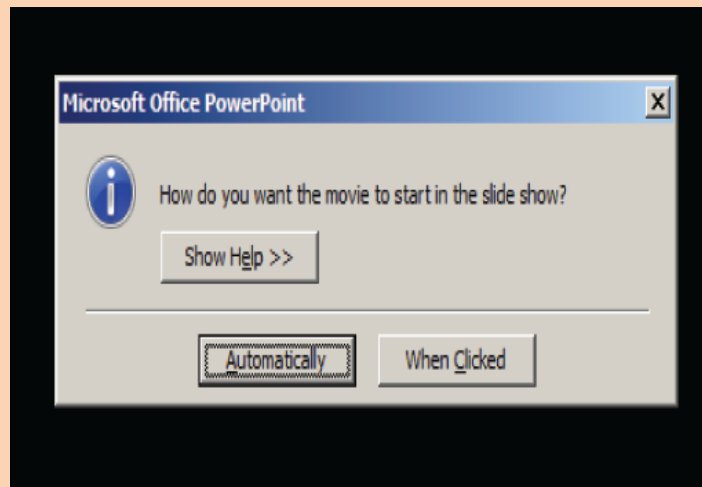 Microsoft Office PowerPoint
How do you want the movie to start in the slide show?
Show Help >>
Automatically
When Clicked